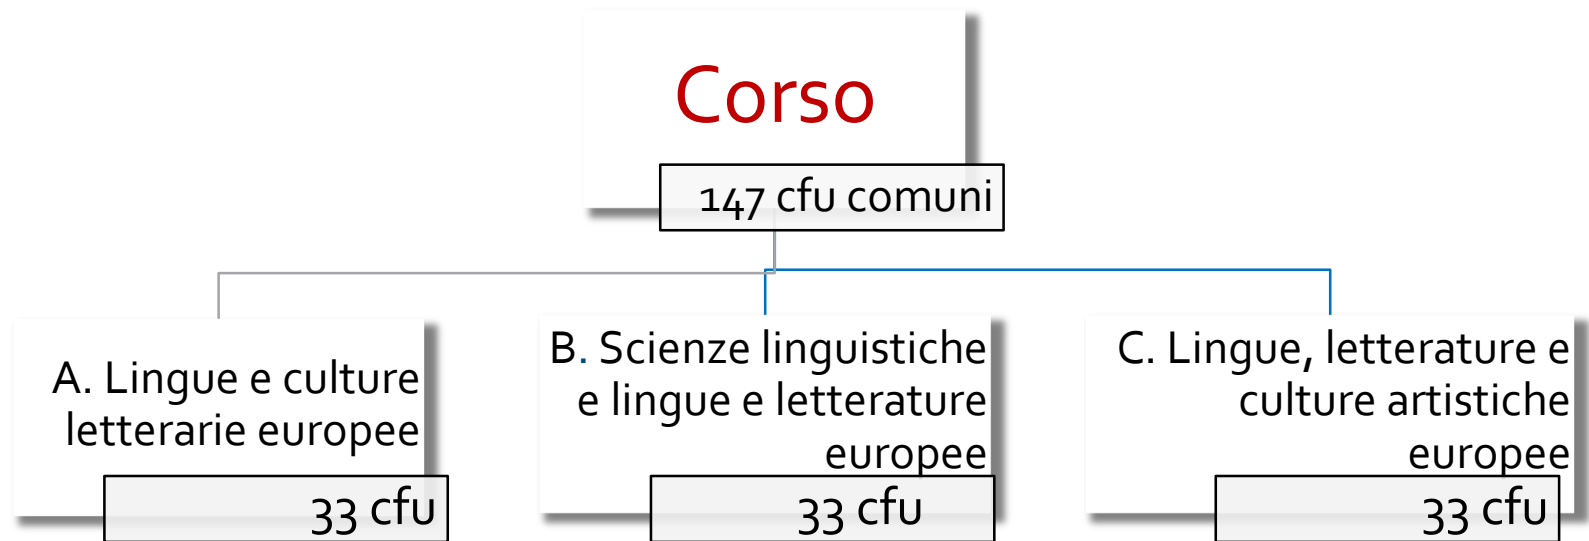 Corso
147 cfu comuni
A. Lingue e culture
letterarie europee
33 cfu
B. Scienze linguistiche
e lingue e letterature
europee
33 cfu
C. Lingue, letterature e
culture artistiche
europee
33 cfu